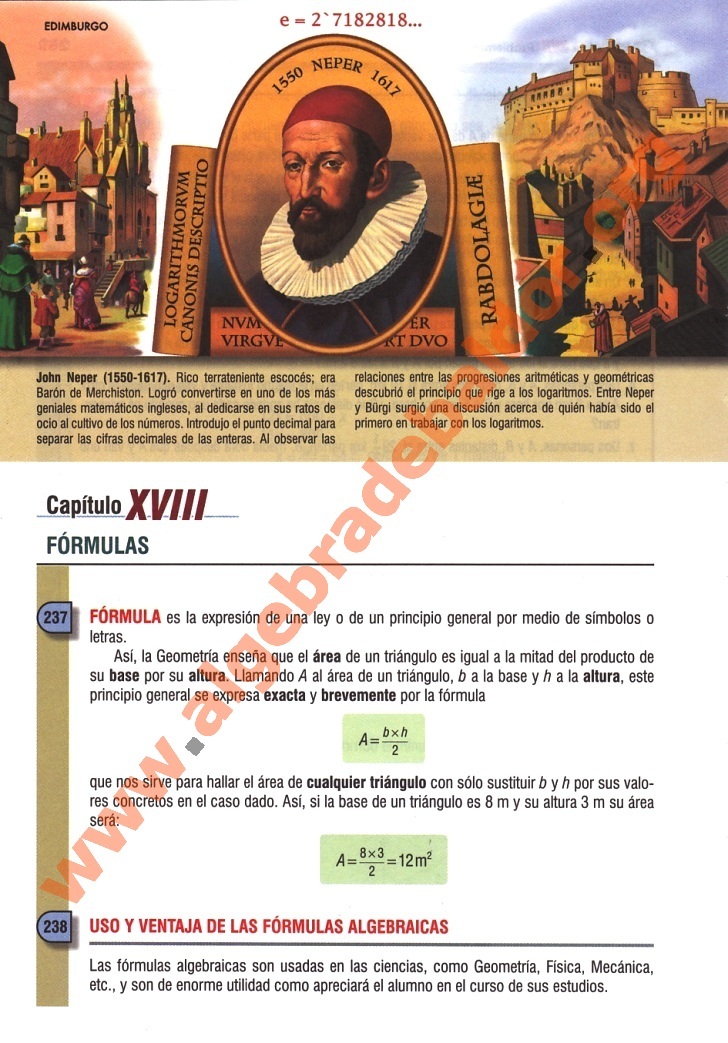 EDIMBURGO
e = 2`7182818...
1550 NEPER 1617
LOGARITHMORVM
CANONIS DESCRIPTIO
RABDOLAGIÆ
NVM ER
VIRGVL RT DVO
John Neper (1550-1617). Rico terrateniente escocés; era
Barón de Merchiston. Logró convertirse en uno de los más
geniales matemáticos ingleses, al dedicarse en sus ratos de
ocio al cultivo de los números. Introdujo el punto decimal para
separar las cifras decimales de las enteras. Al observar las
relaciones entre las progresiones aritméticas y geométricas
descubrió el principio que rige a los logaritmos. Entre Neper
y Bürgi surgió una discusión acerca de quién había sido el
primero en trabajar con los logaritmos.
Capítulo XVIII
FÓRMULAS
237 FÓRMULA es la expresión de una ley o de un principio general por medio de símbolos o
letras.
Así, la Geometría enseña que el área de un triángulo es igual a la mitad del producto de
su base por su altura. Llamando A al área de un triángulo, b a la base y h a la altura, este
principio general se expresa exacta y brevemente por la fórmula
A = b×h / 2
que nos sirve para hallar el área de cualquier triángulo con sólo sustituir b y h por sus valo-
res concretos en el caso dado. Así, si la base de un triángulo es 8 m y su altura 3 m su área
será:
A = 8×3 / 2 = 12 m²
238 USO Y VENTAJA DE LAS FÓRMULAS ALGEBRAICAS
Las fórmulas algebraicas son usadas en las ciencias, como Geometría, Física, Mecánica,
etc., y son de enorme utilidad como apreciará el alumno en el curso de sus estudios.
www.algebradebaldor.org